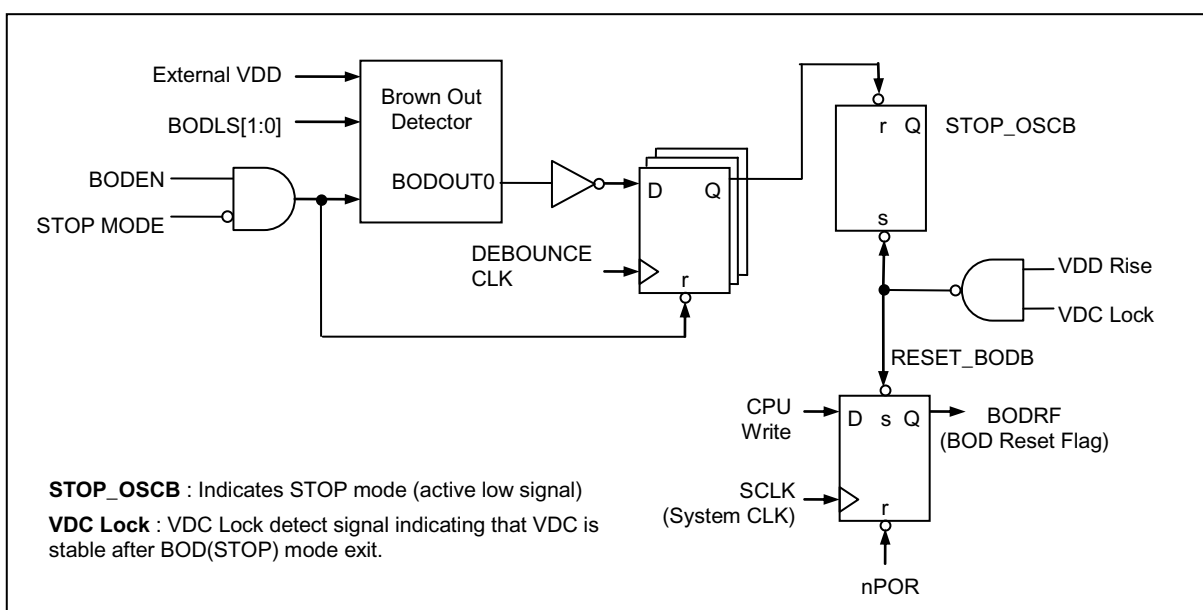 External VDD
BODLS[1:0]
BODEN
STOP MODE
Brown Out
Detector
BODOUT0
D
Q
r
DEBOUNCE
CLK
r
Q
s
STOP_OSCB
VDD Rise
VDC Lock
RESET_BODB
CPU
Write
D
s
Q
r
BODRF
(BOD Reset Flag)
SCLK
(System CLK)
nPOR
STOP_OSCB : Indicates STOP mode (active low signal)
VDC Lock : VDC Lock detect signal indicating that VDC is
stable after BOD(STOP) mode exit.